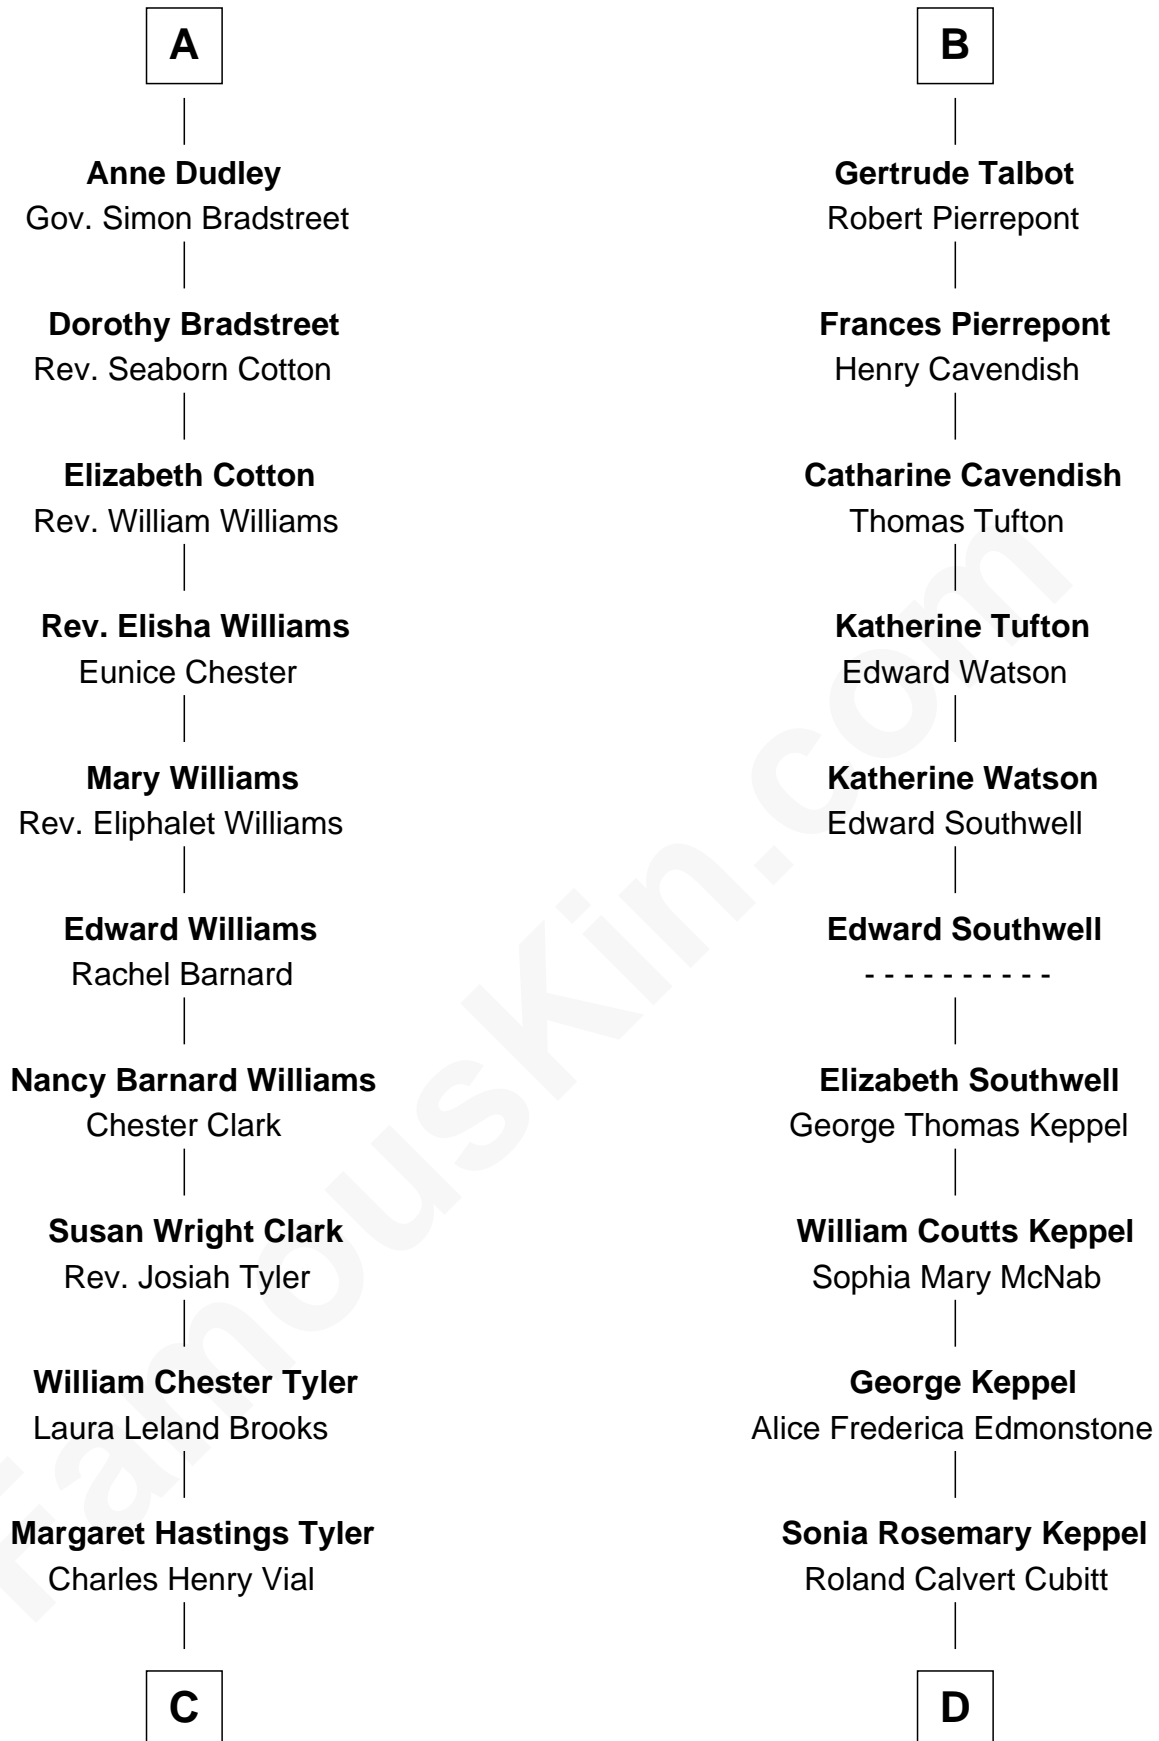 A
Anne Dudley
Gov. Simon Bradstreet
Dorothy Bradstreet
Rev. Seaborn Cotton
Elizabeth Cotton
Rev. William Williams
Rev. Elisha Williams
Eunice Chester
Mary Williams
Rev. Eliphalet Williams
Edward Williams
Rachel Barnard
Nancy Barnard Williams
Chester Clark
Susan Wright Clark
Rev. Josiah Tyler
William Chester Tyler
Laura Leland Brooks
Margaret Hastings Tyler
Charles Henry Vial
C
B
Gertrude Talbot
Robert Pierrepont
Frances Pierrepont
Henry Cavendish
Catharine Cavendish
Thomas Tufton
Katherine Tufton
Edward Watson
Katherine Watson
Edward Southwell
Edward Southwell
- - - - - - - - - -
Elizabeth Southwell
George Thomas Keppel
William Coutts Keppel
Sophia Mary McNab
George Keppel
Alice Frederica Edmonstone
Sonia Rosemary Keppel
Roland Calvert Cubitt
D
FamousKin.com